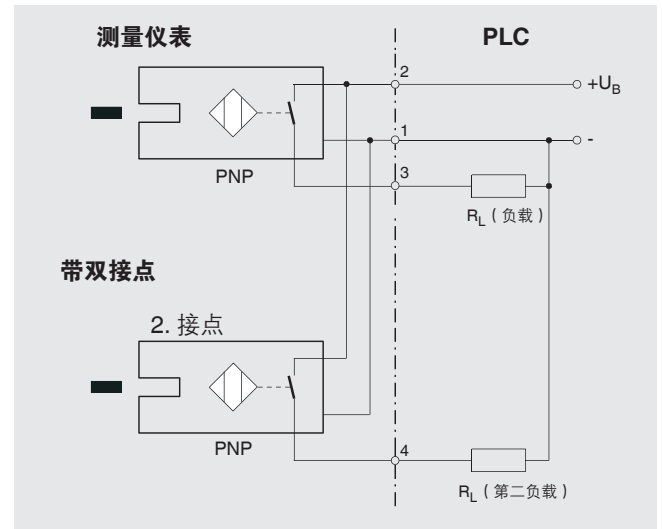 测量仪表
PLC
2
+UB
1
-
3
PNP
RL（负载）
带双接点
2. 接点
PNP
4
RL（第二负载）